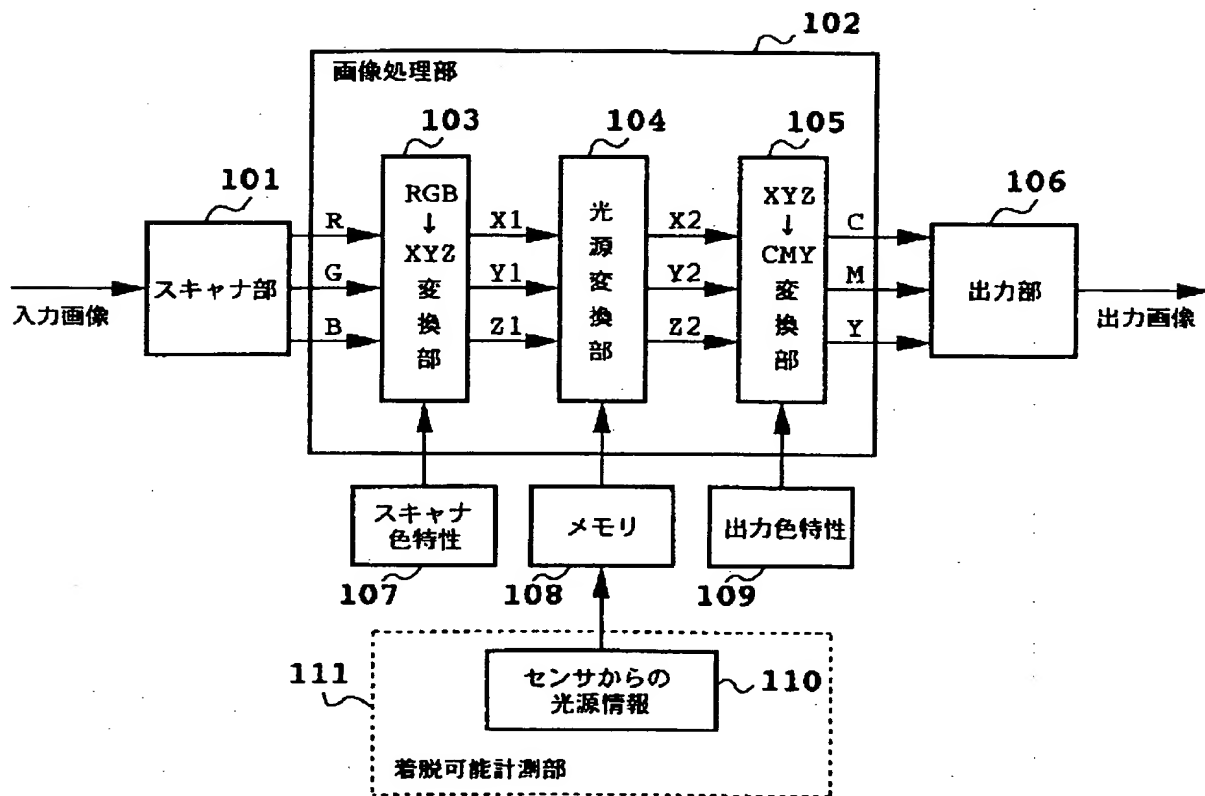 102
画像処理部
103
104
105
101
106
スキャナ部
入力画像
R
G
B
RGB
↓
XYZ
変
換
部
X1
Y1
Z1
光
源
変
換
部
X2
Y2
Z2
XYZ
↓
CMY
変
換
部
C
M
Y
出力部
出力画像
スキャナ
色特性
メモリ
出力色特性
107
108
109
111
センサからの
光源情報
110
着脱可能計測部